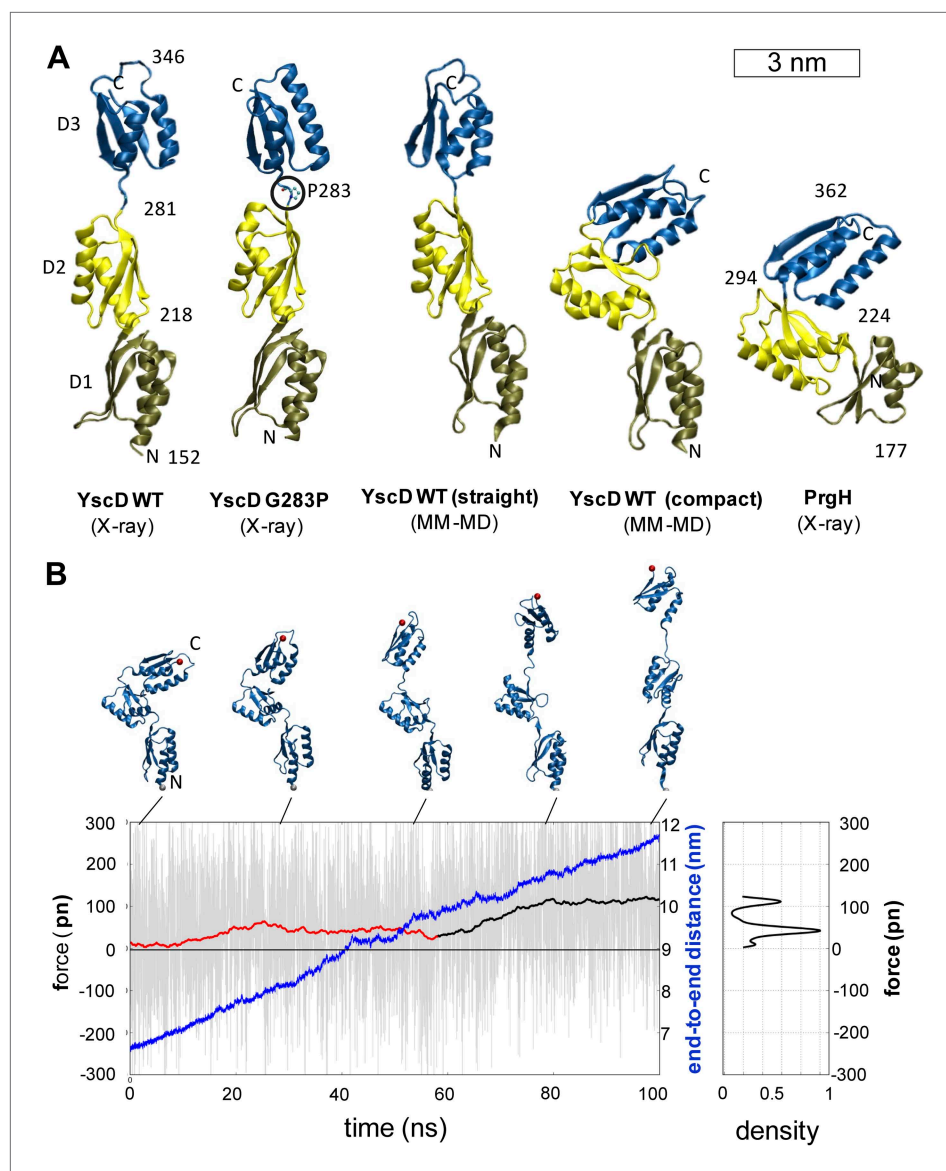 A
346
3 nm
C
C
C
D3
P283
C
362
C
281
D2
294
218
224
D1
N
N
N
N
N
152
177
YscD WT
(X-ray)
YscD G283P
(X-ray)
YscD WT (straight)
(MM-MD)
YscD WT (compact)
(MM-MD)
PrgH
(X-ray)
B
C
N
300
200
100
0
-100
-200
-300
force (pn)
12
11
10
9
8
7
end-to-end distance (nm)
0 20 40 60 80 100
time (ns)
300
200
100
0
-100
-200
-300
force (pn)
0 0.5 1
density